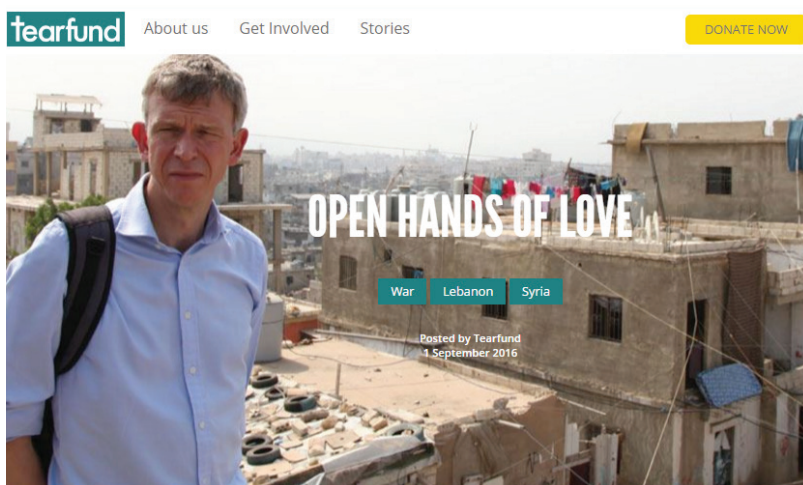 tearfund
About us Get Involved Stories
DONATE NOW
OPEN HANDS OF LOVE
War Lebanon Syria
Posted by Tearfund
1 September 2016